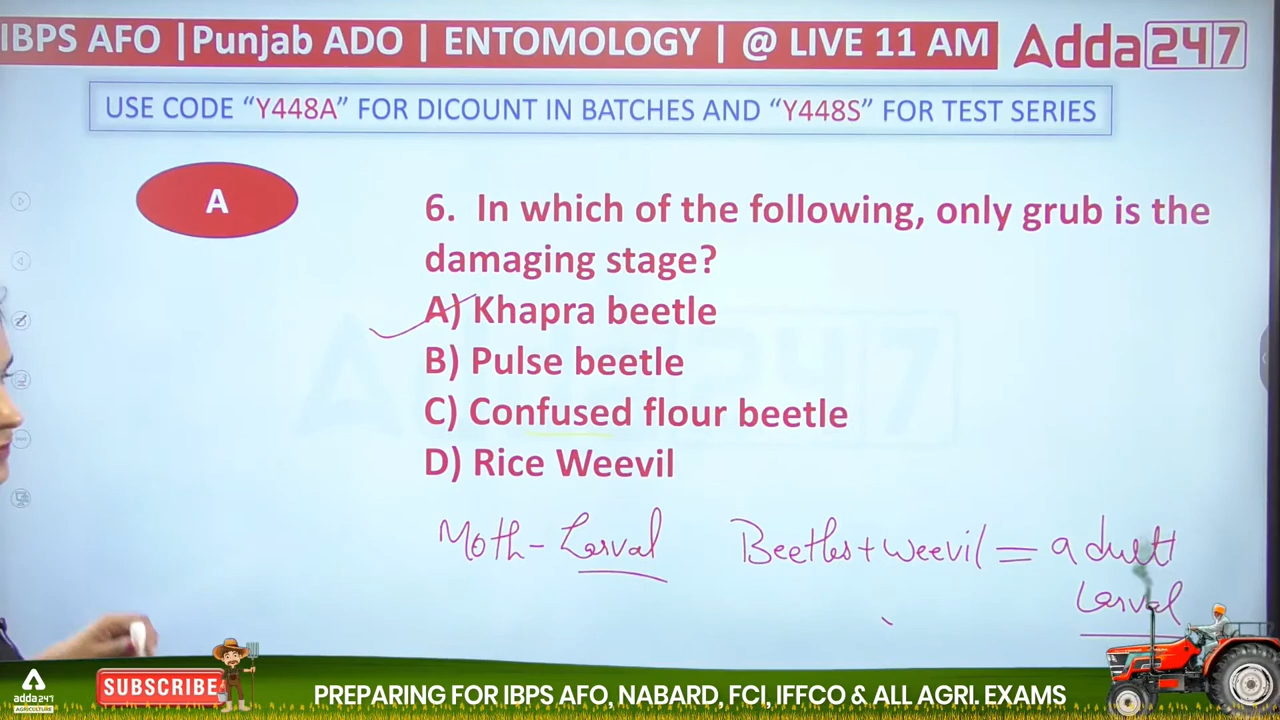 IBPS AFO |Punjab ADO | ENTOMOLOGY | @ LIVE 11 AM
Adda247
USE CODE “Y448A” FOR DICOUNT IN BATCHES AND “Y448S” FOR TEST SERIES
A
6. In which of the following, only grub is the
damaging stage?
A) Khapra beetle
B) Pulse beetle
C) Confused flour beetle
D) Rice Weevil
Moth - Larval
Beetles + weevil = adult
Larval
adda247
AGRICULTURE
SUBSCRIBE
PREPARING FOR IBPS AFO, NABARD, FCI, IFFCO & ALL AGRI. EXAMS